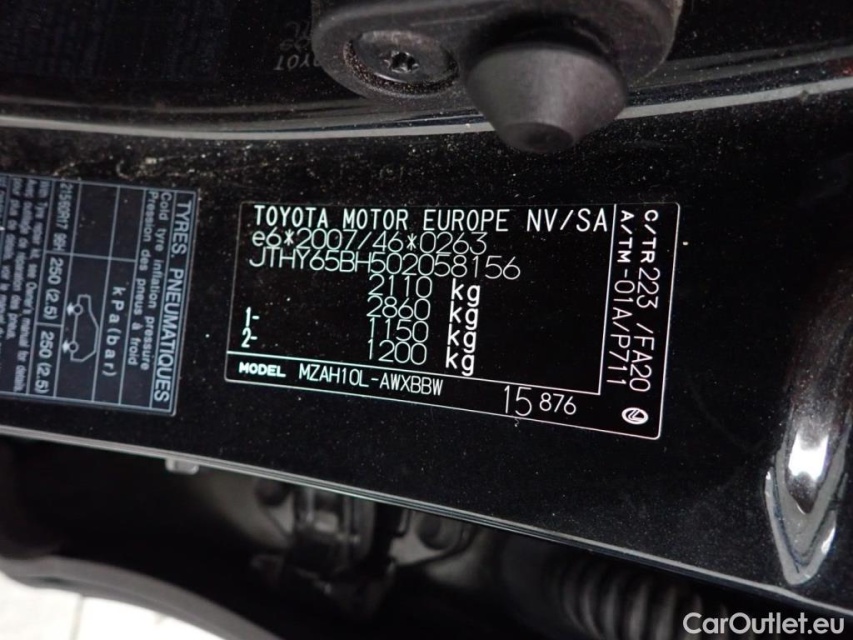 TYRES PNEUMATIQUES
Cold tyre inflation pressure
Pression des pneus à froid
kPa(bar)
250 (2,5) 250 (2,5)
TOYOTA MOTOR EUROPE NV/SA
e6*2007/46*0263
JTHY65BH502058156
2110 kg
2860 kg
1- 1150 kg
2- 1200 kg
MODEL MZAH10L-AWXBBW
15 876
C/TR 223 /FA20
A/TM-01A/P711
CarOutlet.eu